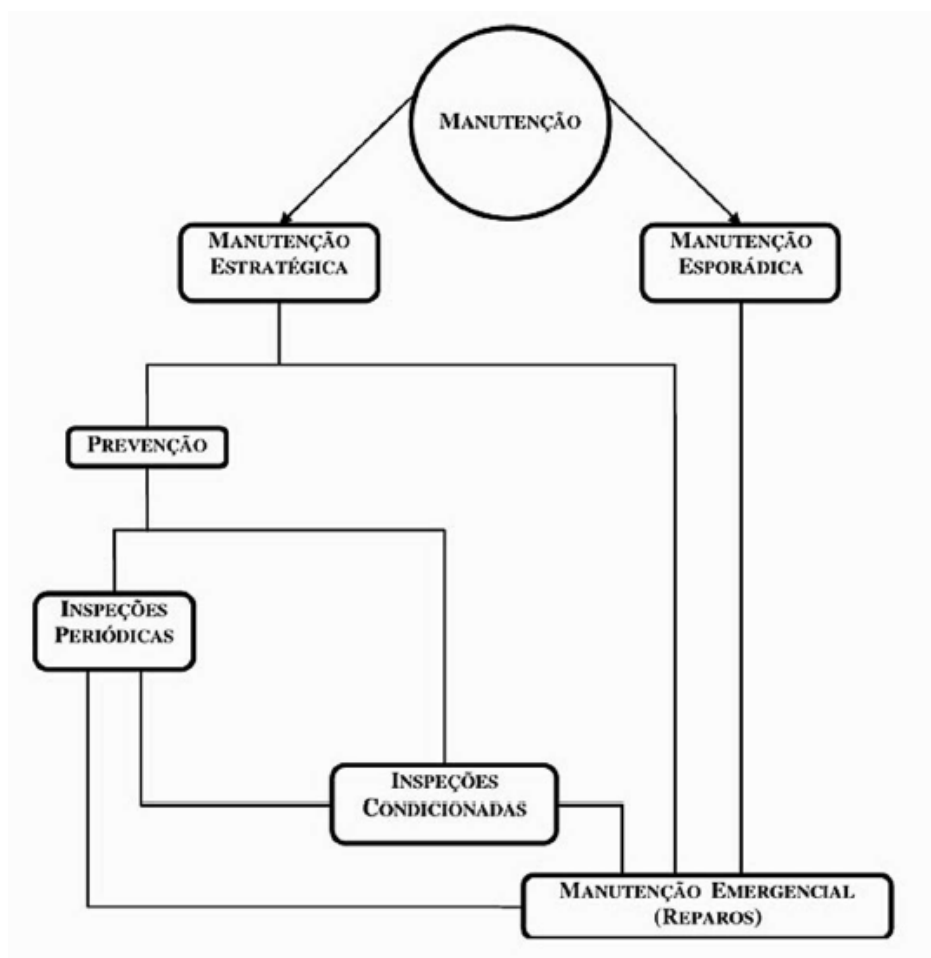 MANUTENÇÃO
MANUTENÇÃO
ESTRATÉGICA
MANUTENÇÃO
ESPORÁDICA
PREVENÇÃO
INSPEÇÕES
PERIÓDICAS
INSPEÇÕES
CONDICIONADAS
MANUTENÇÃO EMERGENCIAL
(REPAROS)